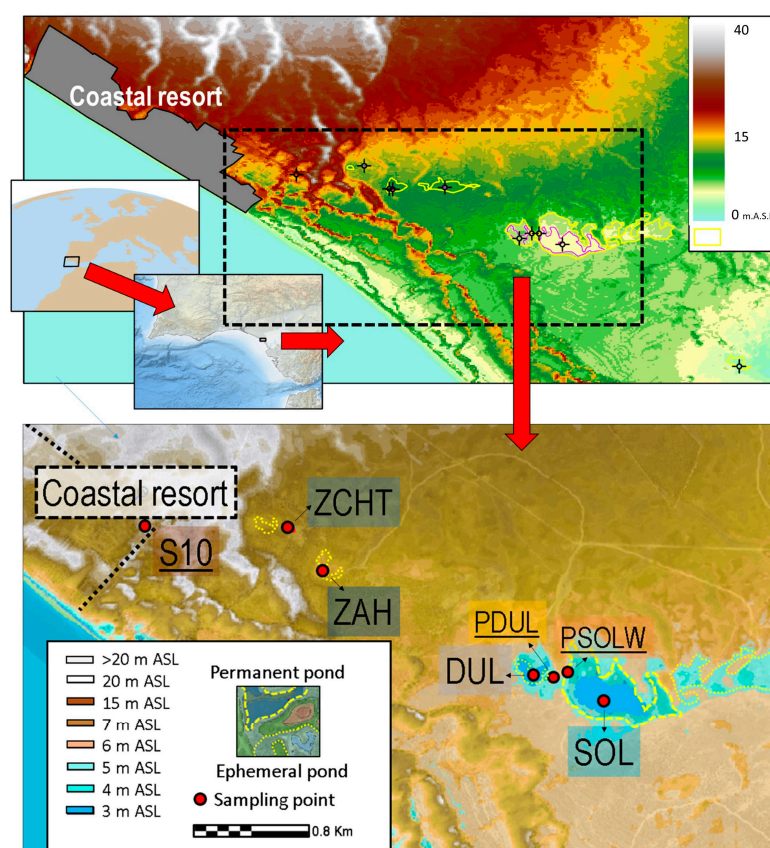 40
Coastal resort
15
0 m.A.S.
Coastal resort
ZCHT
S10
ZAH
PDUL
PSOLW
DUL
SOL
>20 m ASL
20 m ASL
15 m ASL
7 m ASL
6 m ASL
5 m ASL
4 m ASL
3 m ASL
Permanent pond
Ephemeral pond
Sampling point
0.8 Km